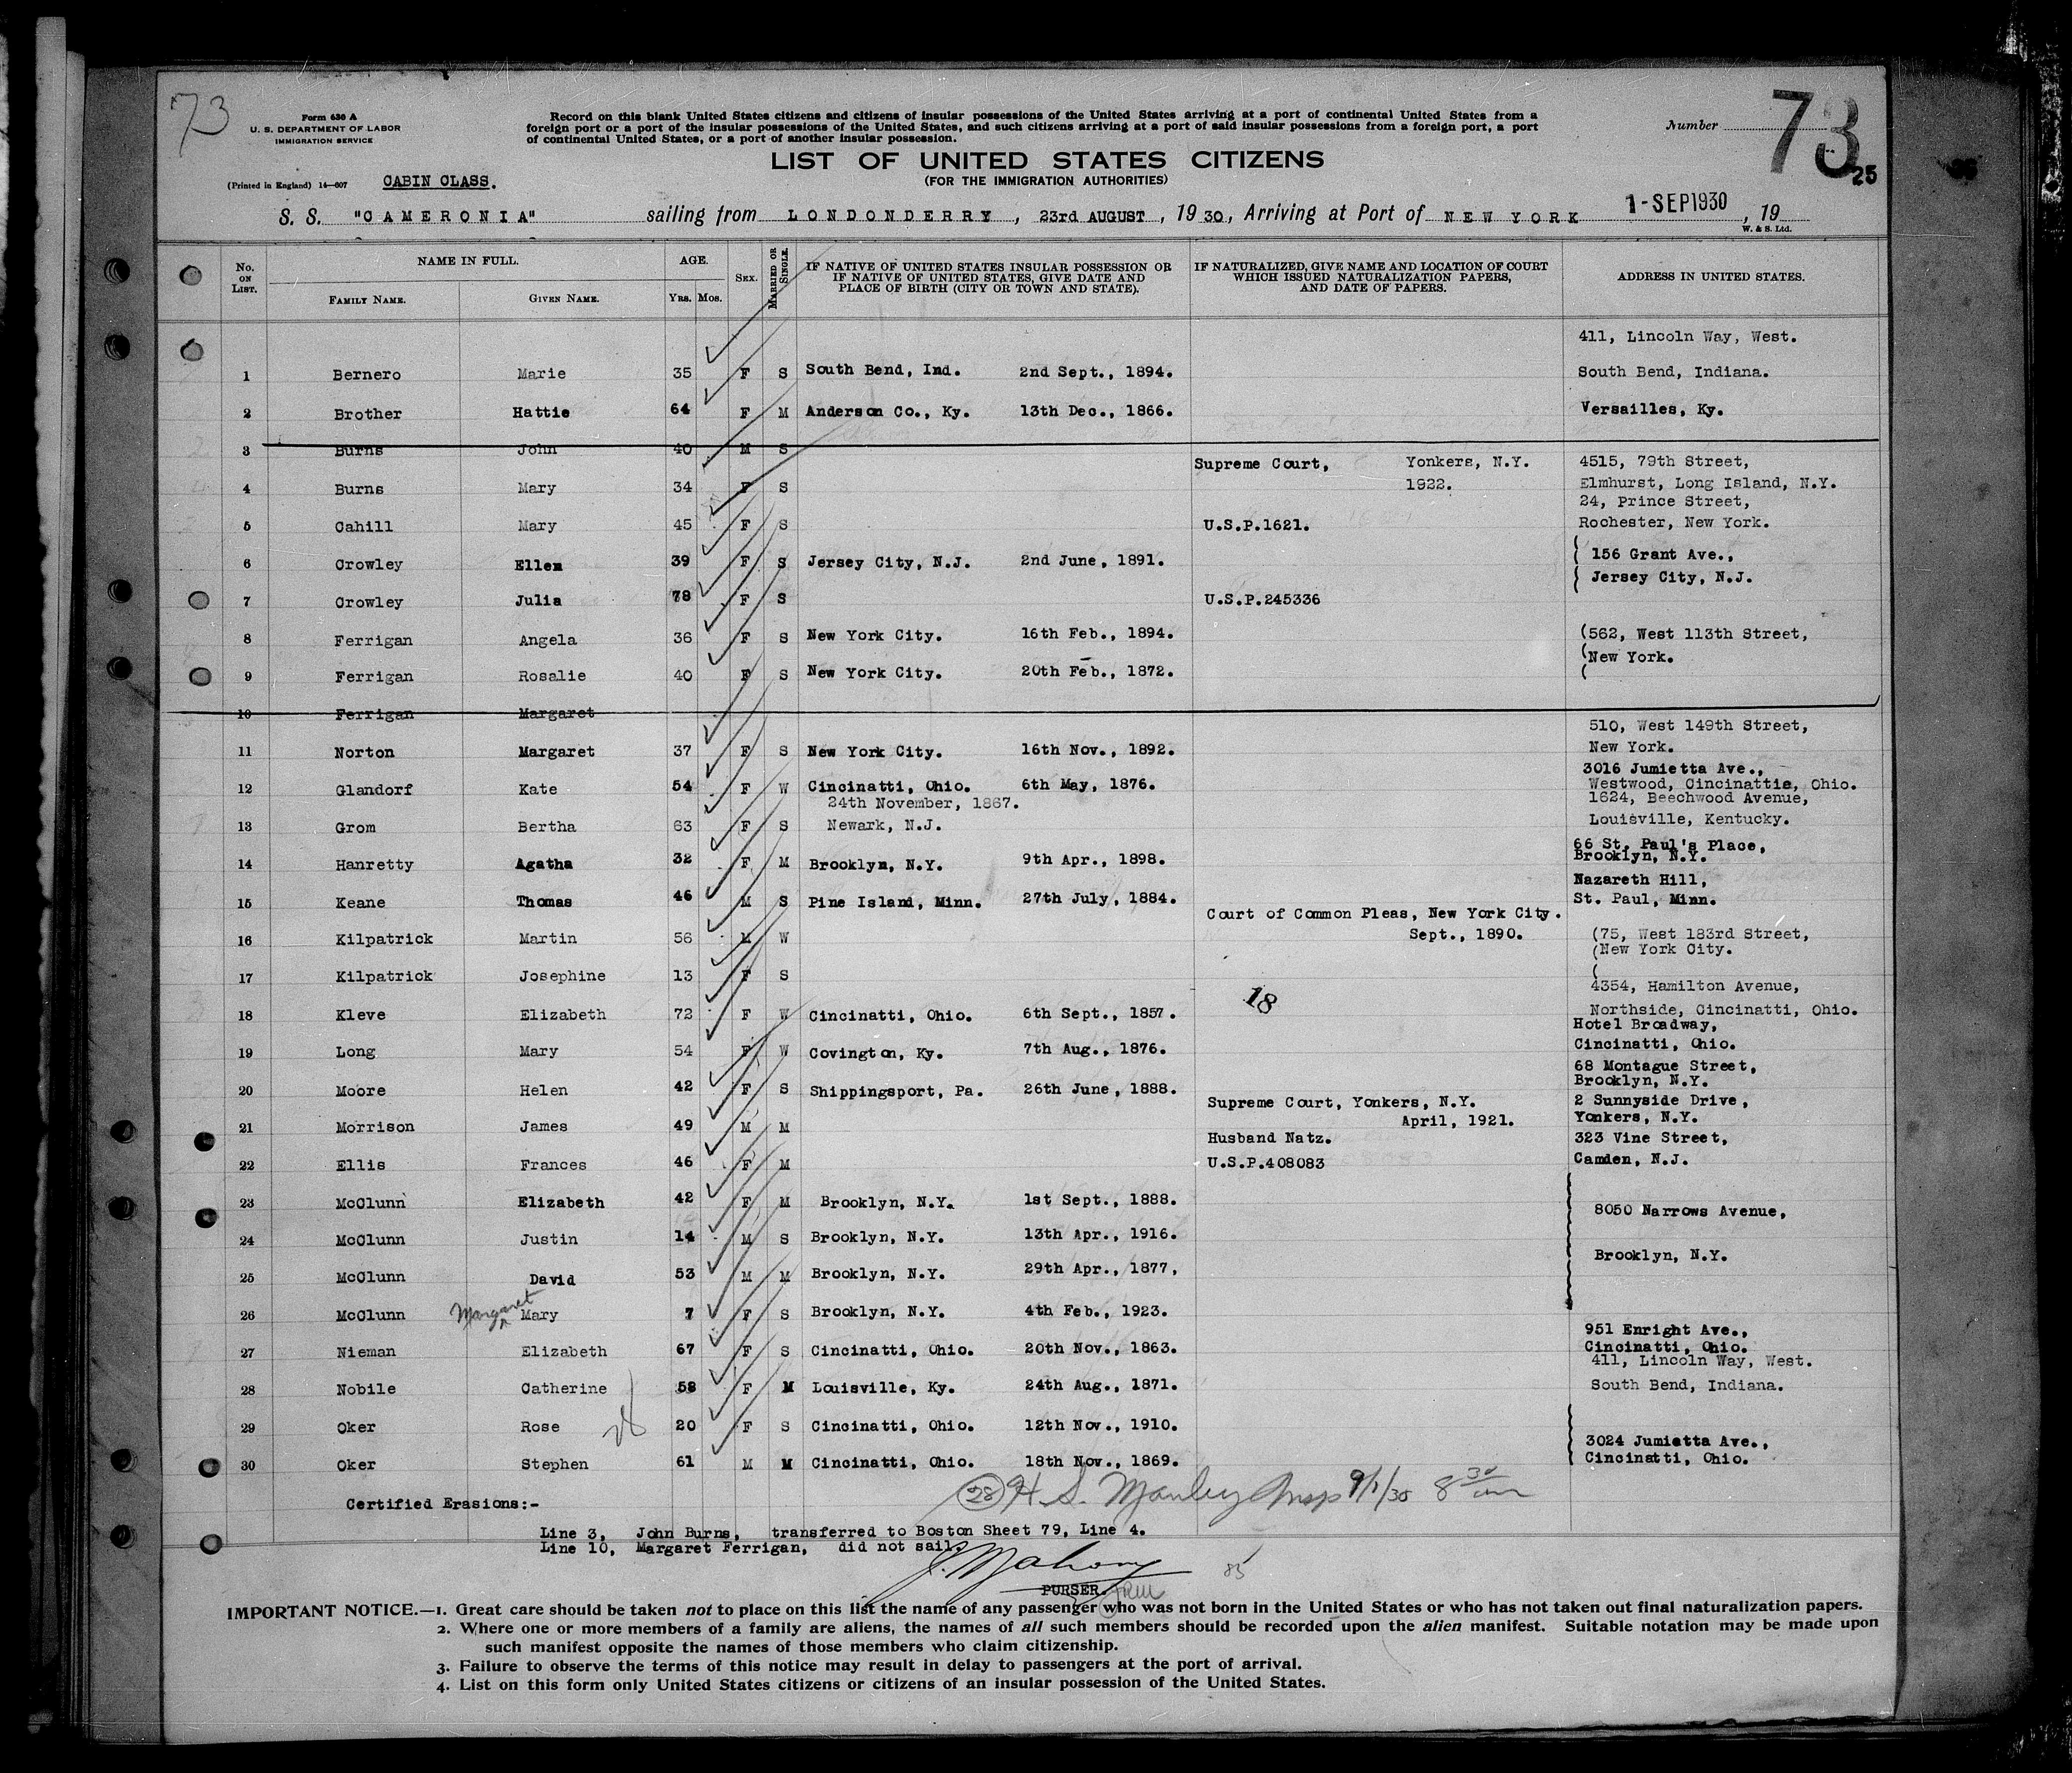 73
Form 630 A
U. S. DEPARTMENT OF LABOR
IMMIGRATION SERVICE
Record on this blank United States citizens and citizens of insular possessions of the United States arriving at a port of continental United States from a
foreign port or a port of the insular possessions of the United States, and such citizens arriving at a port of said insular possessions from a foreign port, a port
of continental United States, or a port of another insular possession.
Number 73
25
LIST OF UNITED STATES CITIZENS
(FOR THE IMMIGRATION AUTHORITIES)
(Printed in England) 14—607 CABIN CLASS.
S. S. "CAMERONIA" sailing from LONDONDERRY, 23rd AUGUST, 19 30, Arriving at Port of NEW YORK 1-SEP1930, 19
W. & S. Ltd.
No. ON LIST. NAME IN FULL. AGE. SEX. MARRIED OR SINGLE. IF NATIVE OF UNITED STATES INSULAR POSSESSION OR IF NATIVE OF UNITED STATES, GIVE DATE AND PLACE OF BIRTH (CITY OR TOWN AND STATE). IF NATURALIZED, GIVE NAME AND LOCATION OF COURT WHICH ISSUED NATURALIZATION PAPERS, AND DATE OF PAPERS. ADDRESS IN UNITED STATES.
FAMILY NAME. GIVEN NAME. YRS. MOS.
411, Lincoln Way, West.
1 Bernero Marie 35 F S South Bend, Ind. 2nd Sept., 1894. South Bend, Indiana.
2 Brother Hattie 64 F M Anderson Co., Ky. 13th Dec., 1866. Versailles, Ky.
3 Burns John 40 M S
Supreme Court, Yonkers, N.Y. 4515, 79th Street,
4 Burns Mary 34 F S 1922. Elmhurst, Long Island, N.Y.
24, Prince Street,
5 Cahill Mary 45 F S U.S.P.1621. Rochester, New York.
156 Grant Ave.,
6 Crowley Ellen 39 F S Jersey City, N.J. 2nd June, 1891.
Jersey City, N.J.
7 Crowley Julia 78 F S U.S.P.245336
8 Ferrigan Angela 36 F S New York City. 16th Feb., 1894. (562, West 113th Street,
(New York.
9 Ferrigan Rosalie 40 F S New York City. 20th Feb., 1872. (
10 Ferrigan Margaret
510, West 149th Street,
11 Norton Margaret 37 F S New York City. 16th Nov., 1892. New York.
3016 Jumietta Ave.,
12 Glandorf Kate 54 F W Cincinatti, Ohio. 6th May, 1876. Westwood, Cincinattie, Ohio.
24th November, 1867. 1624, Beechwood Avenue,
13 Grom Bertha 63 F S Newark, N.J. Louisville, Kentucky.
66 St. Paul's Place,
14 Hanretty Agatha 32 F M Brooklyn, N.Y. 9th Apr., 1898. Brooklyn, N.Y.
Nazareth Hill,
15 Keane Thomas 46 M S Pine Island, Minn. 27th July, 1884. St. Paul, Minn.
Court of Common Pleas, New York City.
16 Kilpatrick Martin 56 M W Sept., 1890. (75, West 183rd Street,
(New York City.
17 Kilpatrick Josephine 13 F S (
4354, Hamilton Avenue,
18
18 Kleve Elizabeth 72 F W Cincinatti, Ohio. 6th Sept., 1857. Northside, Cincinatti, Ohio.
Hotel Broadway,
19 Long Mary 54 F W Covington, Ky. 7th Aug., 1876. Cincinatti, Ohio.
68 Montague Street,
20 Moore Helen 42 F S Shippingsport, Pa. 26th June, 1888. Brooklyn, N.Y.
Supreme Court, Yonkers, N.Y. 2 Sunnyside Drive,
21 Morrison James 49 M M April, 1921. Yonkers, N.Y.
Husband Natz. 323 Vine Street,
22 Ellis Frances 46 F M U.S.P.408083 Camden, N.J.
23 McClunn Elizabeth 42 F M Brooklyn, N.Y. 1st Sept., 1888. 8050 Narrows Avenue,
24 McClunn Justin 14 M S Brooklyn, N.Y. 13th Apr., 1916.
Brooklyn, N.Y.
25 McClunn David 53 M M Brooklyn, N.Y. 29th Apr., 1877,
26 McClunn Margaret Mary 7 F S Brooklyn, N.Y. 4th Feb., 1923.
951 Enright Ave.,
27 Nieman Elizabeth 67 F S Cincinatti, Ohio. 20th Nov., 1863. Cincinatti, Ohio.
411, Lincoln Way, West.
28 Nobile Catherine 58 F M Louisville, Ky. 24th Aug., 1871. South Bend, Indiana.
29 Oker Rose 28 20 F S Cincinatti, Ohio. 12th Nov., 1910.
3024 Jumietta Ave.,
30 Oker Stephen 61 M M Cincinatti, Ohio. 18th Nov., 1869. Cincinatti, Ohio.
(28) H. S. Manley Insp 9/1/30 8 30 am
Certified Erasions:-
Line 3, John Burns, transferred to Boston Sheet 79, Line 4.
Line 10, Margaret Ferrigan, did not sail.
J. Mahony
85
PURSER.
IMPORTANT NOTICE.—1. Great care should be taken not to place on this list the name of any passenger who was not born in the United States or who has not taken out final naturalization papers.
2. Where one or more members of a family are aliens, the names of all such members should be recorded upon the alien manifest. Suitable notation may be made upon
such manifest opposite the names of those members who claim citizenship.
3. Failure to observe the terms of this notice may result in delay to passengers at the port of arrival.
4. List on this form only United States citizens or citizens of an insular possession of the United States.